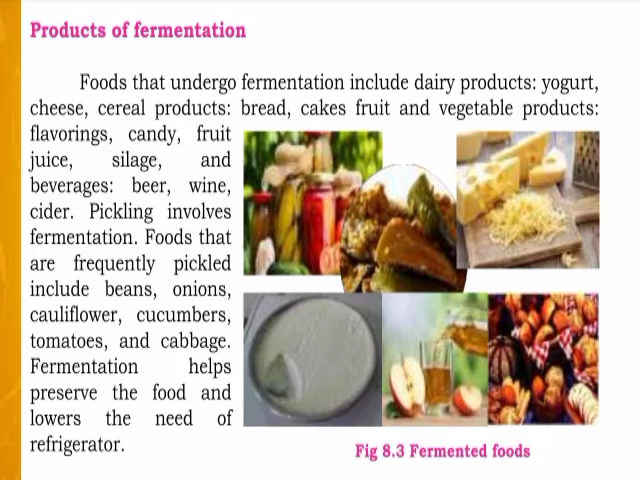 Products of fermentation
Foods that undergo fermentation include dairy products: yogurt,
cheese, cereal products: bread, cakes fruit and vegetable products:
flavorings, candy, fruit
juice, silage, and
beverages: beer, wine,
cider. Pickling involves
fermentation. Foods that
are frequently pickled
include beans, onions,
cauliflower, cucumbers,
tomatoes, and cabbage.
Fermentation helps
preserve the food and
lowers the need of
refrigerator.
Fig 8.3 Fermented foods